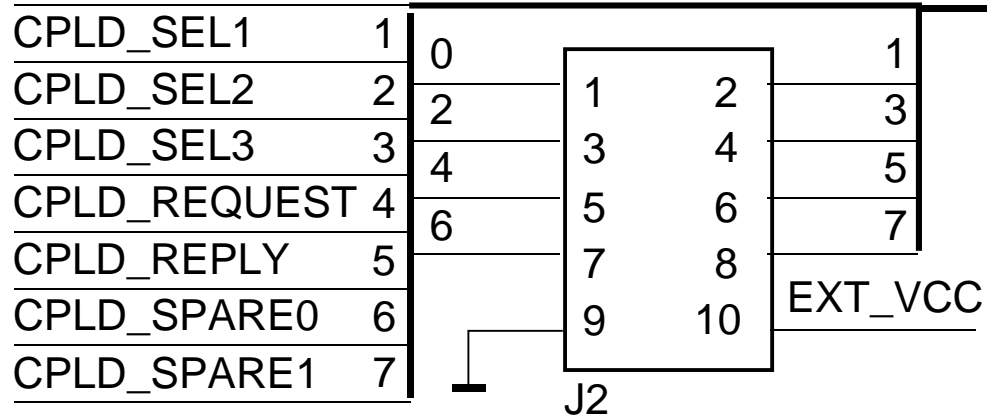 CPLD_SEL1 1
CPLD_SEL2 2
CPLD_SEL3 3
CPLD_REQUEST 4
CPLD_REPLY 5
CPLD_SPARE0 6
CPLD_SPARE1 7
0
2
4
6
1 2
3 4
5 6
7 8
9 10
J2
1
3
5
7
EXT_VCC